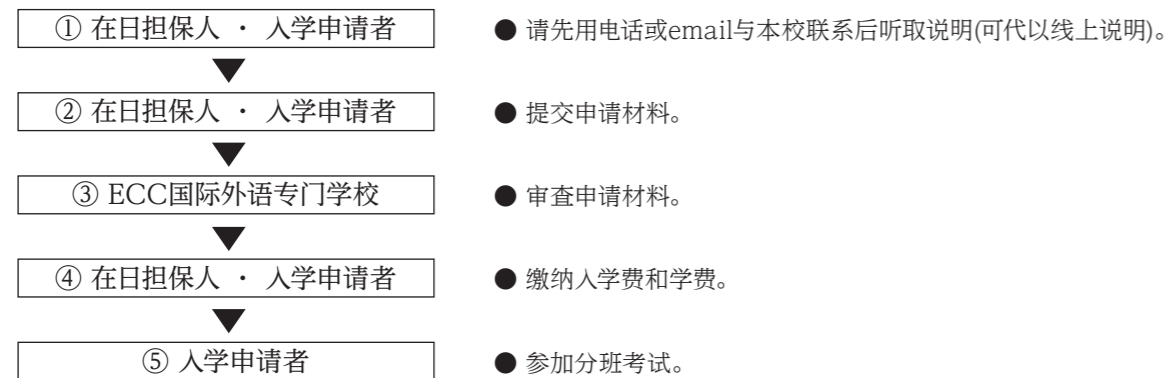 ① 在日担保人 · 入学申请者
● 请先用电话或email与本校联系后听取说明(可代以线上说明)。
② 在日担保人 · 入学申请者
● 提交申请材料。
③ ECC国际外语专门学校
● 审查申请材料。
④ 在日担保人 · 入学申请者
● 缴纳入学费和学费。
⑤ 入学申请者
● 参加分班考试。